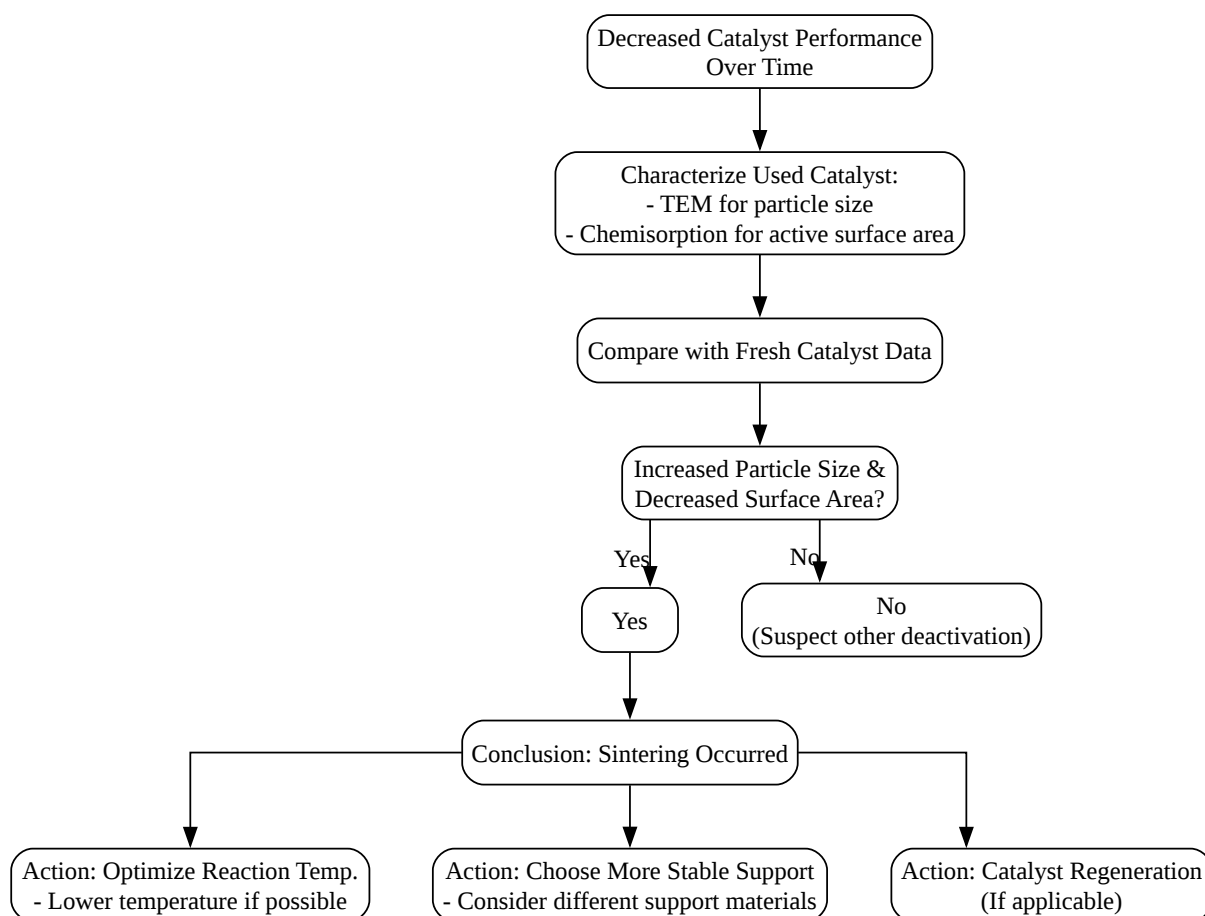 Decreased Catalyst Performance
Over Time
Characterize Used Catalyst:
- TEM for particle size
- Chemisorption for active surface area
Compare with Fresh Catalyst Data
Increased Particle Size &
Decreased Surface Area?
Yes
No
Yes
No
(Suspect other deactivation)
Conclusion: Sintering Occurred
Action: Optimize Reaction Temp.
- Lower temperature if possible
Action: Choose More Stable Support
- Consider different support materials
Action: Catalyst Regeneration
(If applicable)